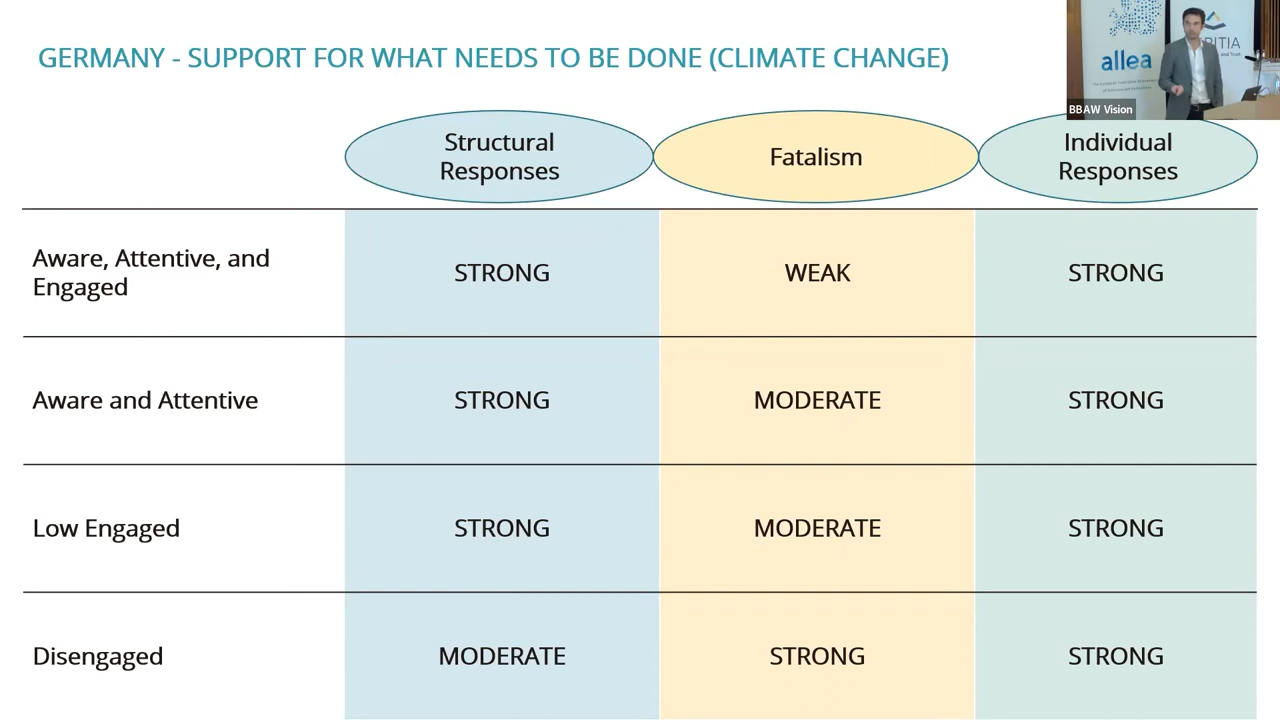 GERMANY - SUPPORT FOR WHAT NEEDS TO BE DONE (CLIMATE CHANGE)
allea
BBAW Vision
Structural
Responses
Fatalism
Individual
Responses
Aware, Attentive, and
Engaged
STRONG
WEAK
STRONG
Aware and Attentive
STRONG
MODERATE
STRONG
Low Engaged
STRONG
MODERATE
STRONG
Disengaged
MODERATE
STRONG
STRONG